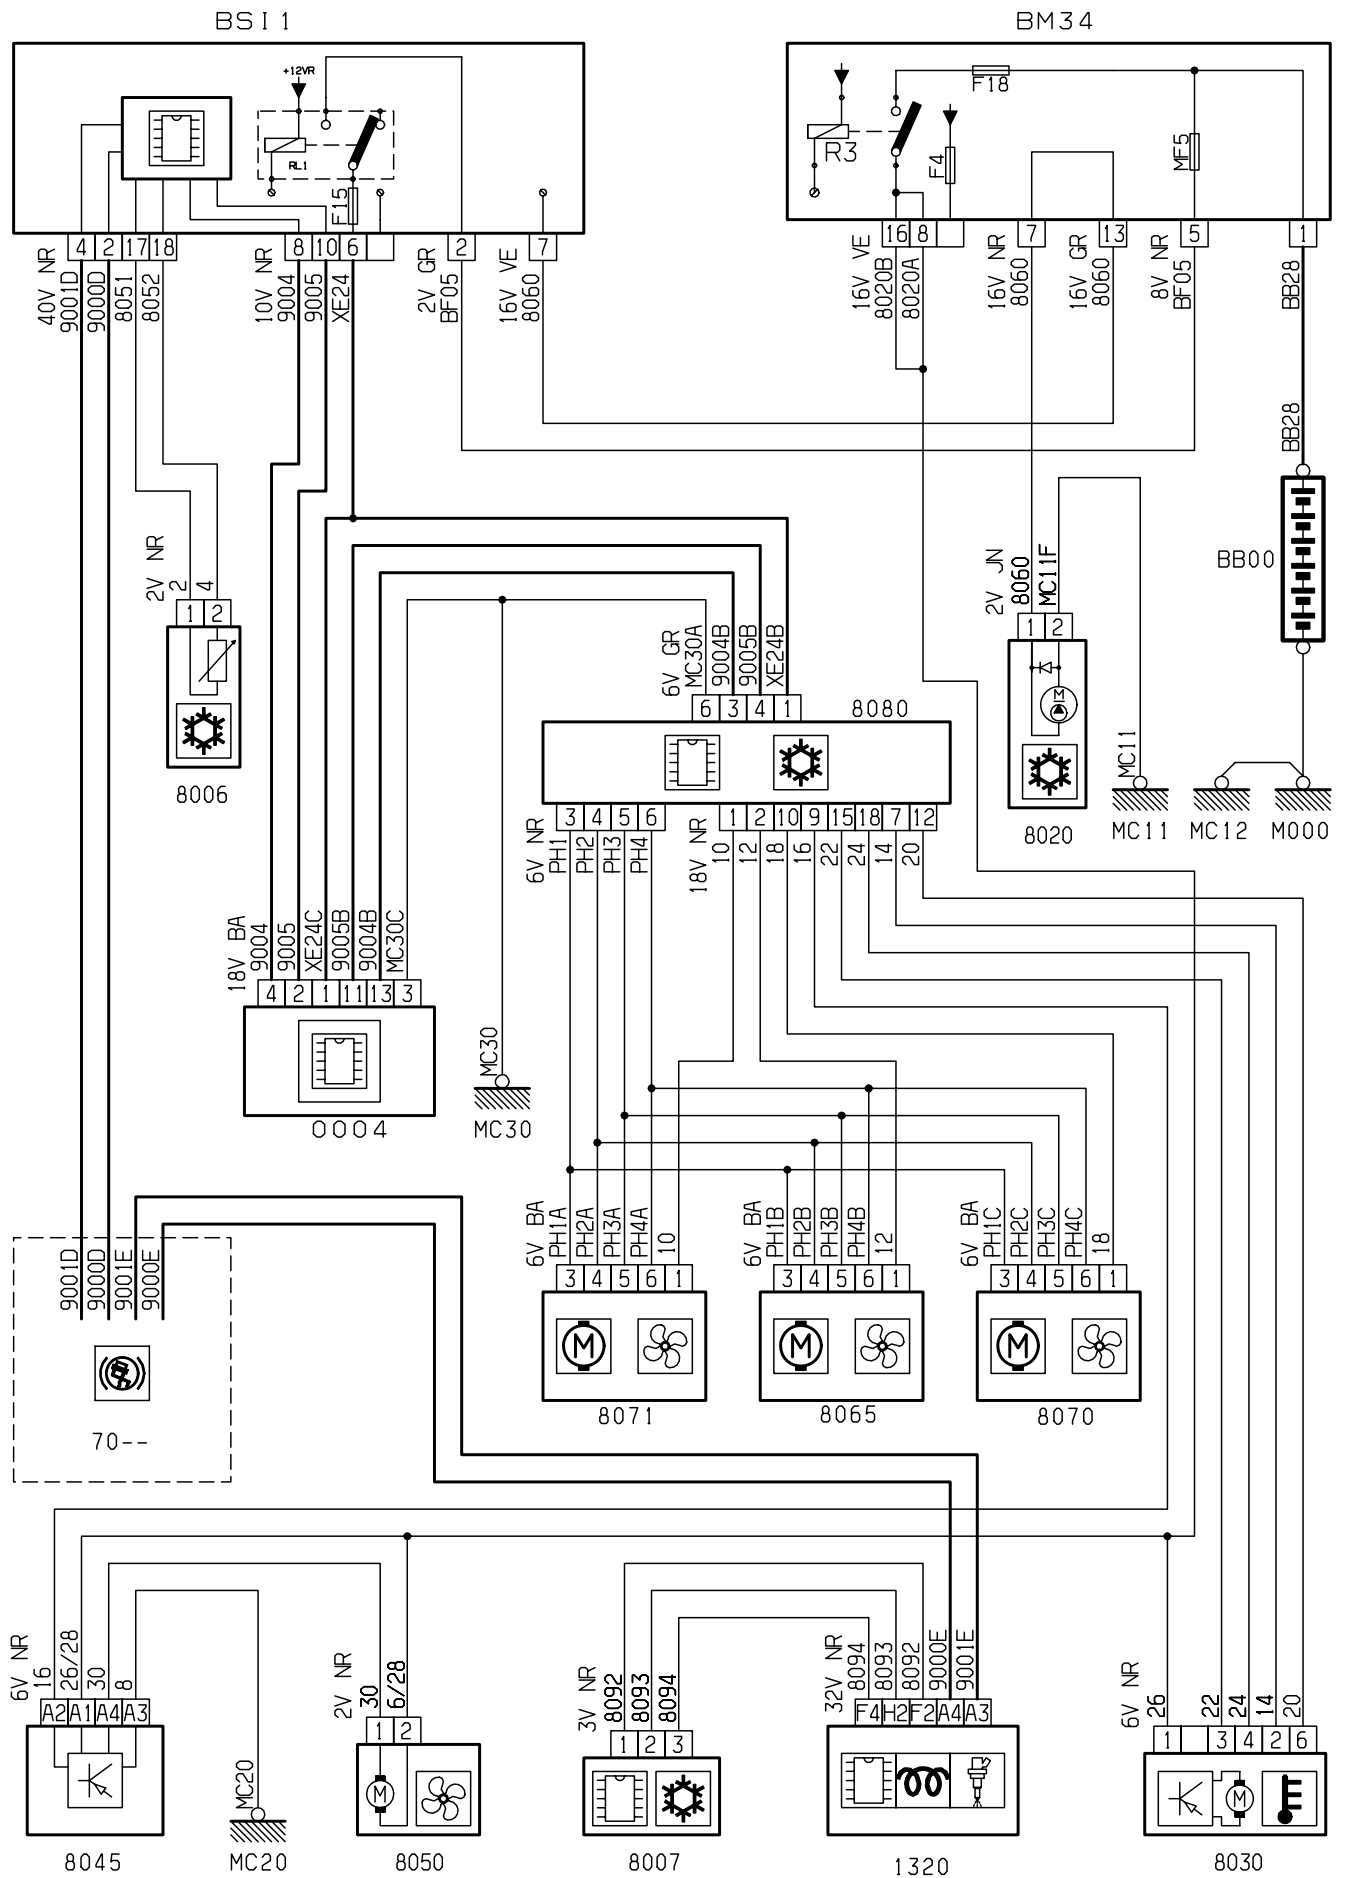 BSI1
BM34
+12VR
RL1
F15
R3
F18
F4
MF5
4 2 17 18 8 10 6 2 7
16 8 7 13 5 1
40V NR
9001D
9000D
8051
8052
10V NR
9004
9005
XE24
2V GR
BF05
16V VE
8060
16V VE
8020B
8020A
16V NR
8060
16V GR
8060
8V NR
BF05
BB28
BB28
BB00
2V NR
2
4
1 2
8006
6V GR
MC30A
9004B
9005B
XE24B
6 3 4 1
8080
2V JN
8060
MC11F
1 2
8020
MC11
MC11
MC12
M000
3 4 5 6 1 2 10 9 15 18 7 12
6V NR
PH1
PH2
PH3
PH4
18V NR
10
12
18
16
22
24
14
20
18V BA
9004
9005
XE24C
9005B
9004B
MC30C
4 2 1 11 13 3
0004
MC30
MC30
6V BA
PH1A
PH2A
PH3A
PH4A
10
3 4 5 6 1
M
8071
6V BA
PH1B
PH2B
PH3B
PH4B
12
3 4 5 6 1
M
8065
6V BA
PH1C
PH2C
PH3C
PH4C
18
3 4 5 6 1
M
8070
9001D
9000D
9001E
9000E
70--
6V NR
16
26/28
30
8
A2 A1 A4 A3
8045
MC20
MC20
2V NR
30
6/28
1 2
M
8050
3V NR
8092
8093
8094
1 2 3
8007
32V NR
8094
8093
8092
9000E
9001E
F4 H2 F2 A4 A3
1320
6V NR
26
22
24
14
20
1 3 4 2 6
M
8030
M